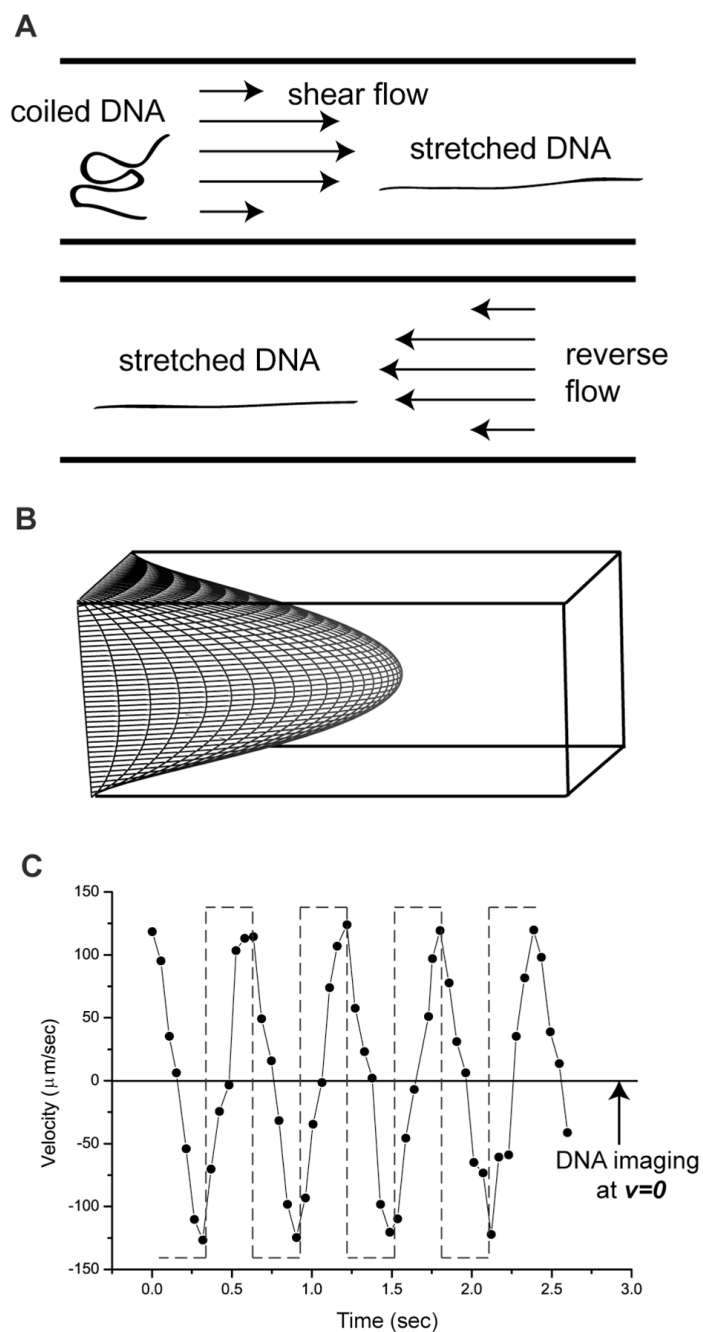 A
coiled DNA
shear flow
stretched DNA
stretched DNA
reverse
flow
B
C
Velocity (μm/sec)
150
100
50
0
-50
-100
-150
DNA imaging
at v=0
0.0 0.5 1.0 1.5 2.0 2.5 3.0
Time (sec)